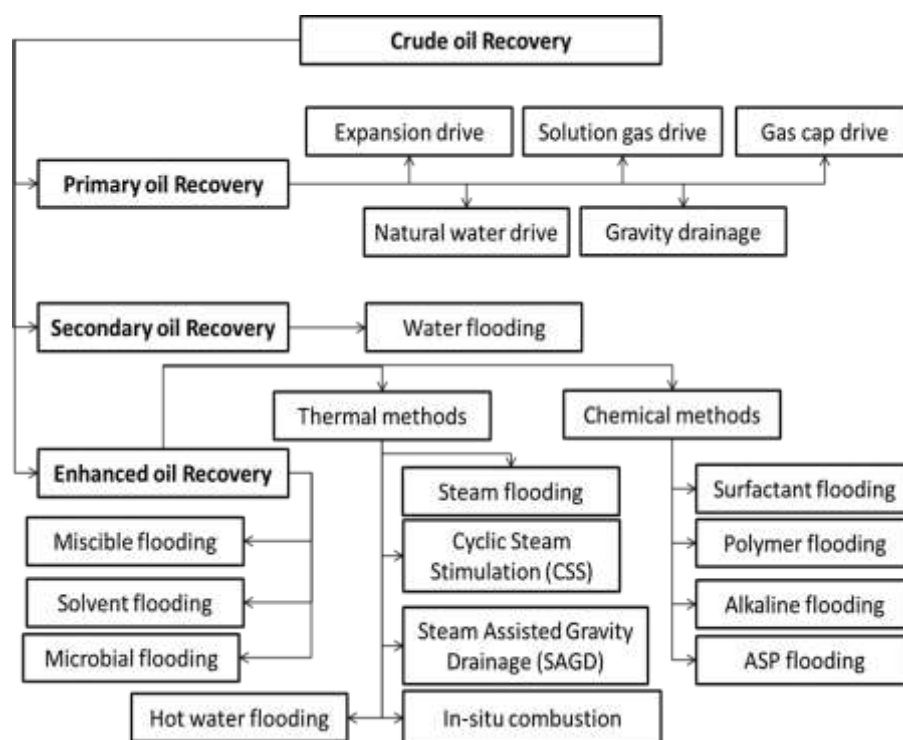 Crude oil Recovery
Expansion drive
Solution gas drive
Gas cap drive
Primary oil Recovery
Natural water drive
Gravity drainage
Secondary oil Recovery
Water flooding
Thermal methods
Chemical methods
Enhanced oil Recovery
Steam flooding
Surfactant flooding
Miscible flooding
Cyclic Steam
Stimulation (CSS)
Polymer flooding
Solvent flooding
Alkaline flooding
Microbial flooding
Steam Assisted Gravity
Drainage (SAGD)
ASP flooding
Hot water flooding
In-situ combustion